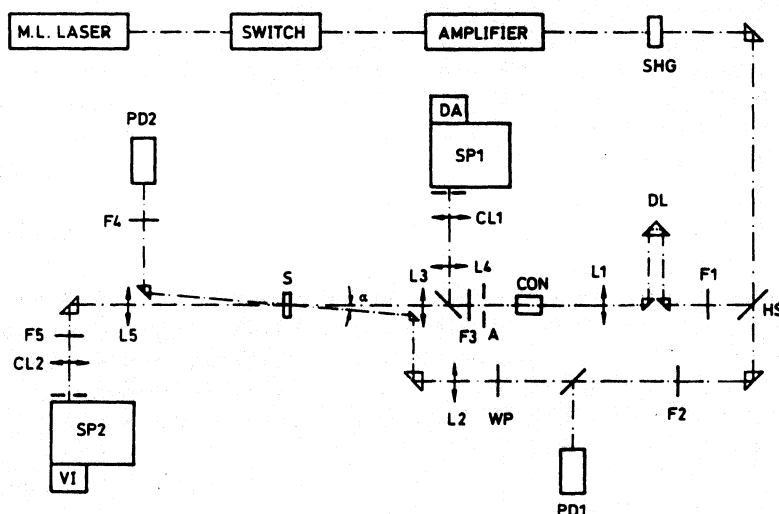 M.L. LASER
SWITCH
AMPLIFIER
SHG
PD2
DA
SP1
DL
F4
CL1
S
α
L3
L4
CON
L1
F1
HS
F3
A
L5
F5
CL2
L2
WP
F2
SP2
VI
PD1